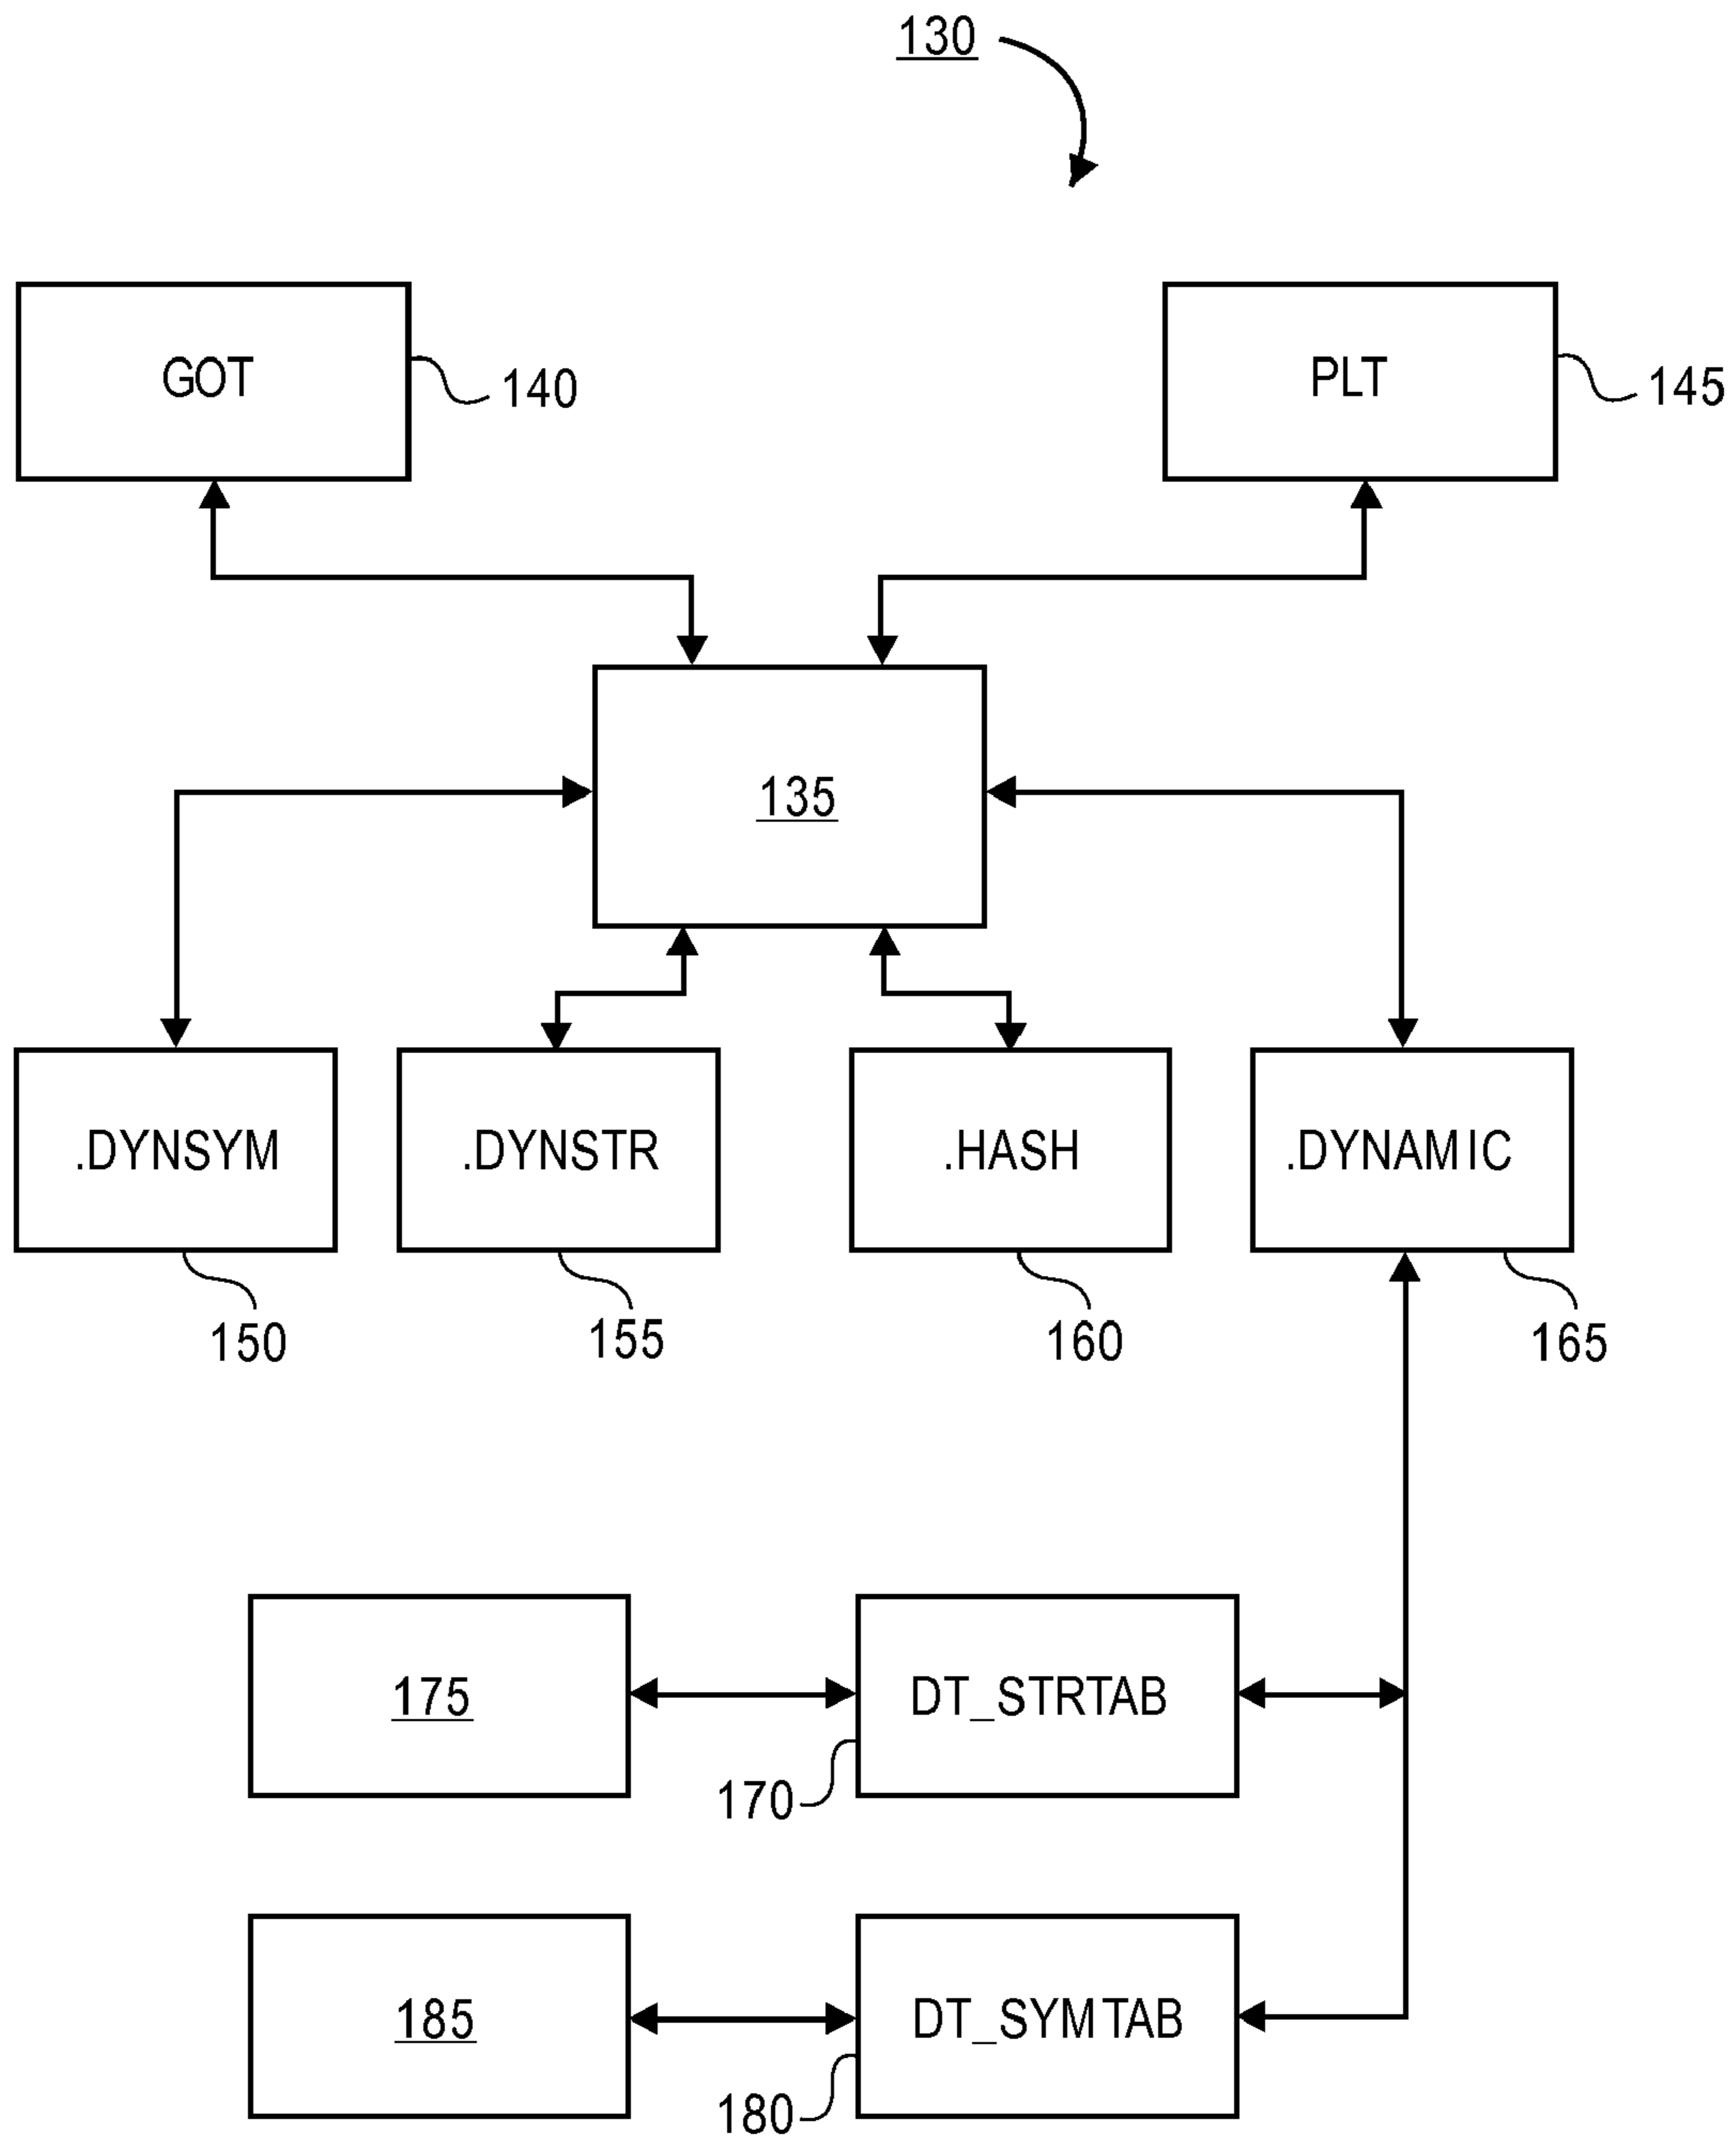 130
GOT
140
PLT
145
135
.DYNSYM
.DYNSTR
.HASH
.DYNAMIC
150
155
160
165
175
DT_STRTAB
170
185
DT_SYMTAB
180